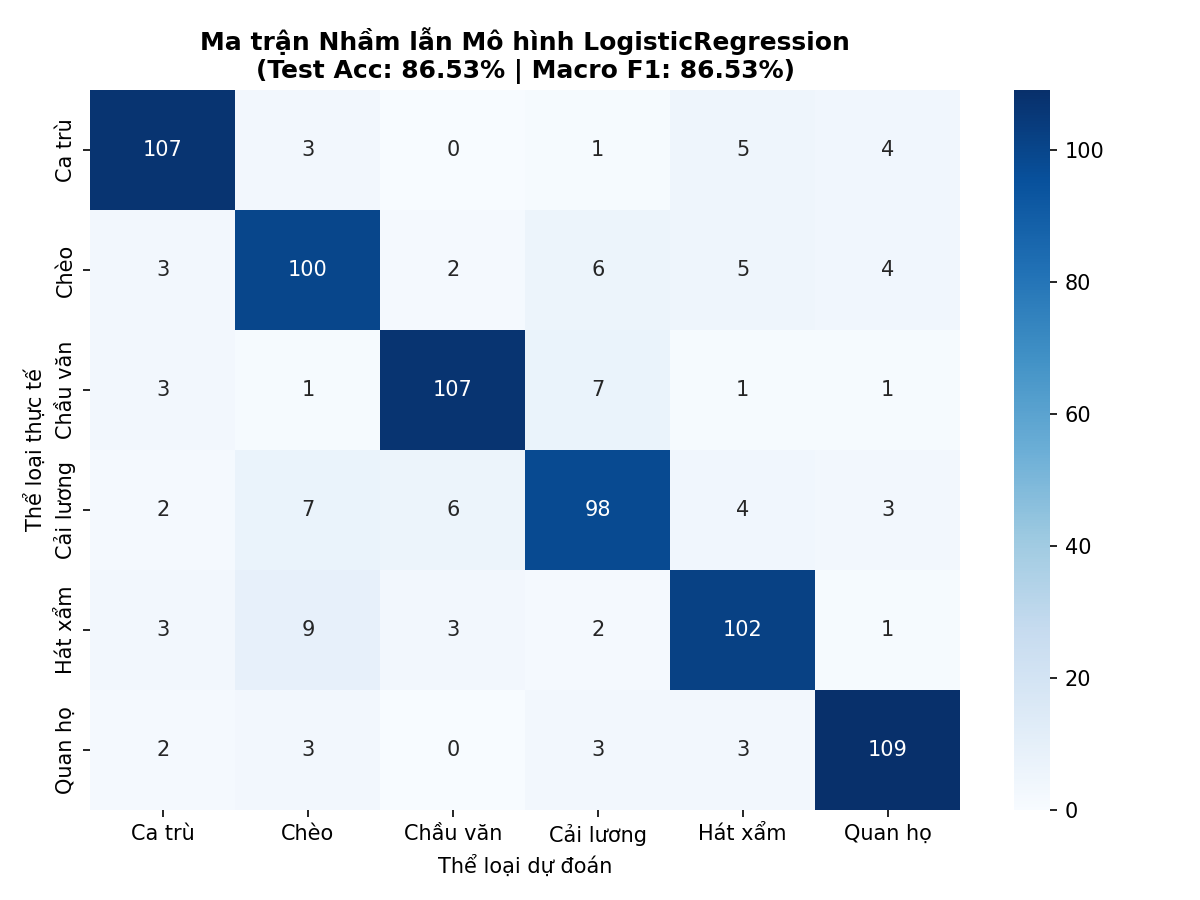 Ma trận Nhầm lẫn Mô hình LogisticRegression
(Test Acc: 86.53% | Macro F1: 86.53%)
Thể loại thực tế
Ca trù 107 3 0 1 5 4
Chèo 3 100 2 6 5 4
Chầu văn 3 1 107 7 1 1
Cải lương 2 7 6 98 4 3
Hát xẩm 3 9 3 2 102 1
Quan họ 2 3 0 3 3 109
Ca trù Chèo Chầu văn Cải lương Hát xẩm Quan họ
Thể loại dự đoán
100
80
60
40
20
0